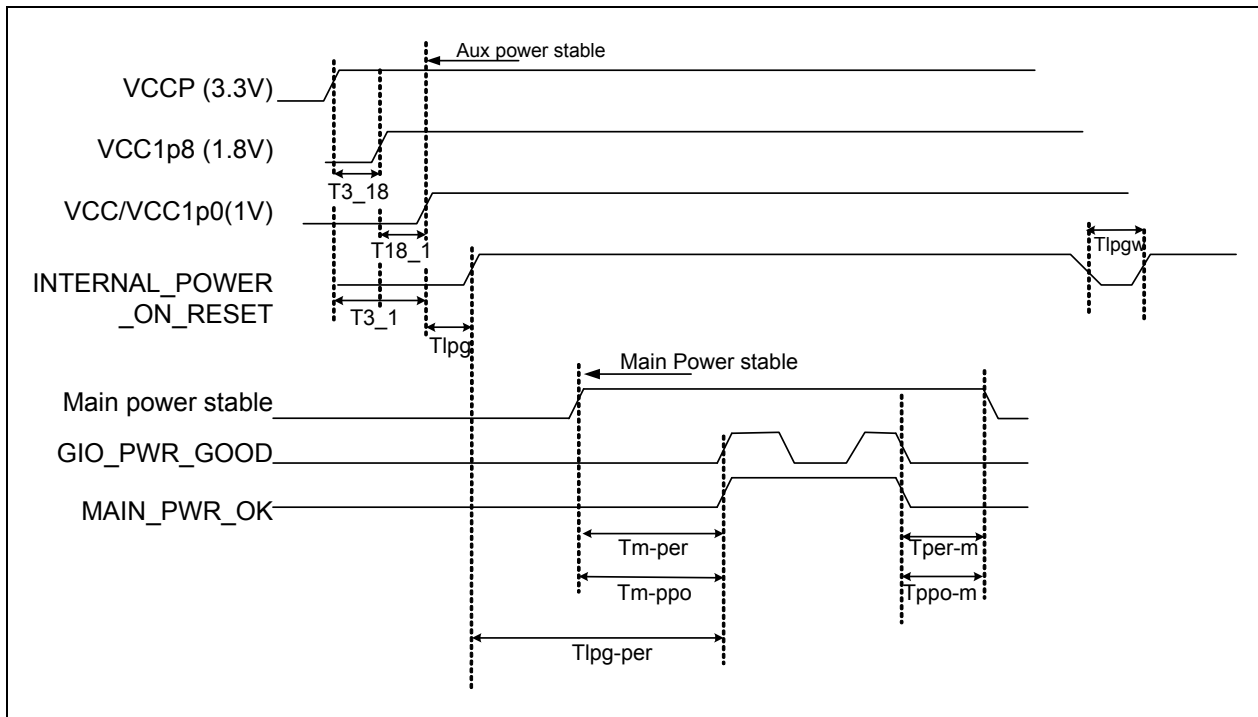 Aux power stable
VCCP (3.3V)
VCC1p8 (1.8V)
T3_18
VCC/VCC1p0(1V)
T18_1
Tlpgw
INTERNAL_POWER
_ON_RESET
T3_1
Tlpg
Main Power stable
Main power stable
GIO_PWR_GOOD
MAIN_PWR_OK
Tm-per
Tper-m
Tm-ppo
Tppo-m
Tlpg-per